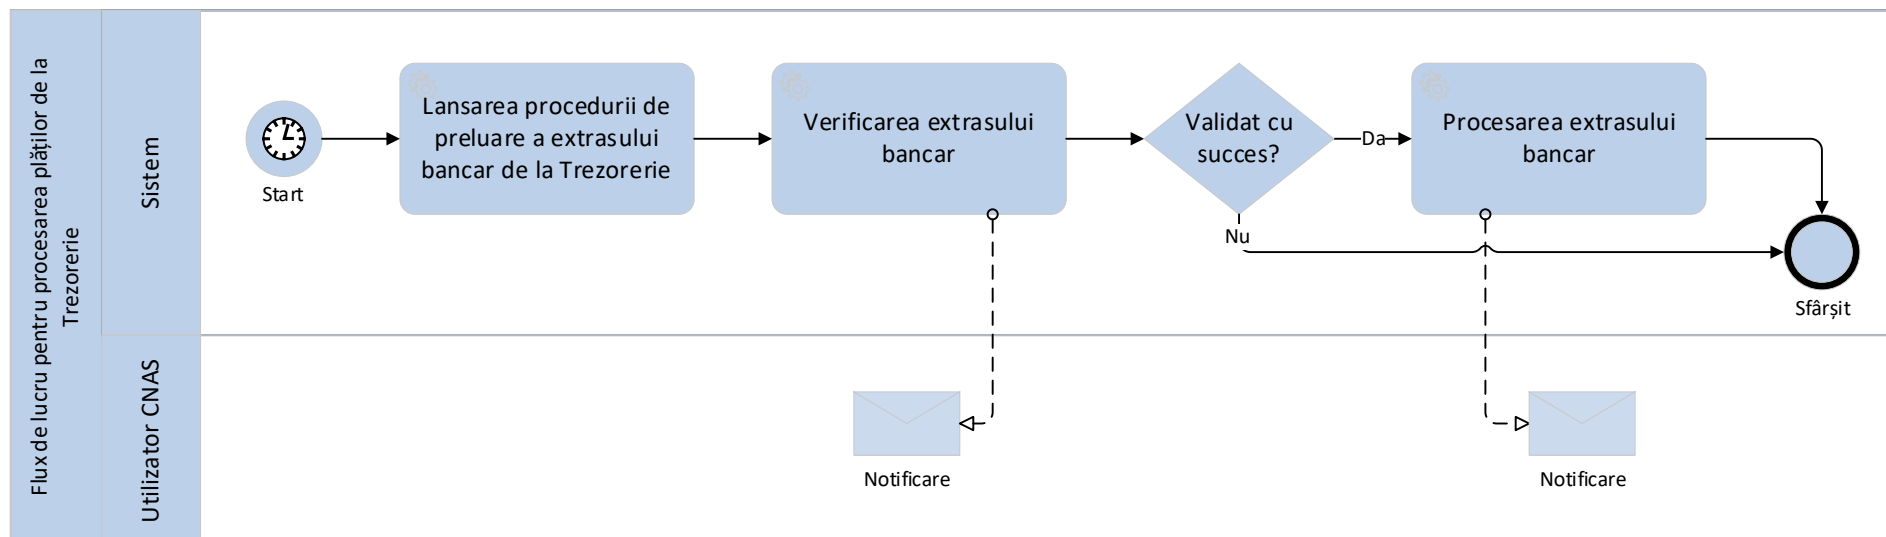 Flux de lucru pentru procesarea plăților de la
Trezorerie
Sistem
Start
Lansarea procedurii de
preluare a extrasului
bancar de la Trezorerie
Verificarea extrasului
bancar
Validat cu
succes?
Da
Nu
Procesarea extrasului
bancar
Sfârșit
Utilizator CNAS
Notificare
Notificare